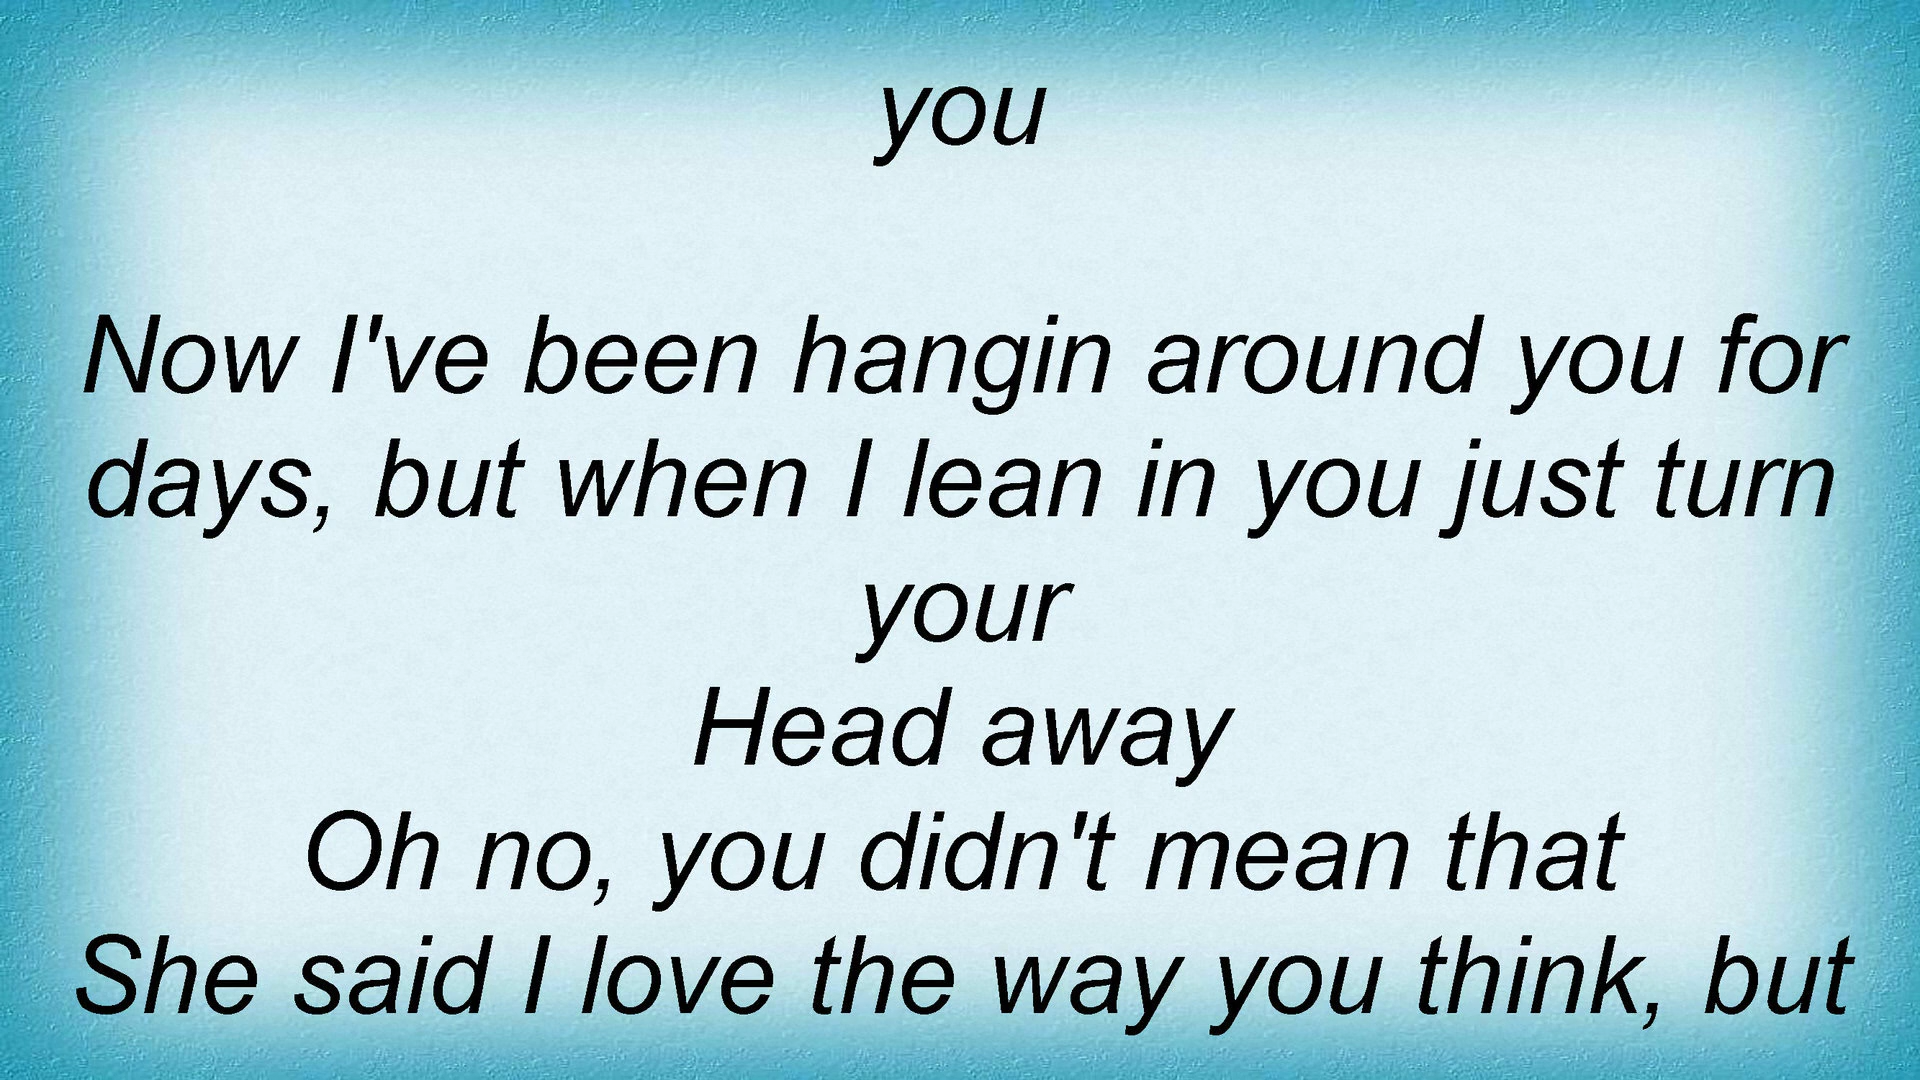 you
Now I've been hangin around you for
days, but when I lean in you just turn
your
Head away
Oh no, you didn't mean that
She said I love the way you think, but